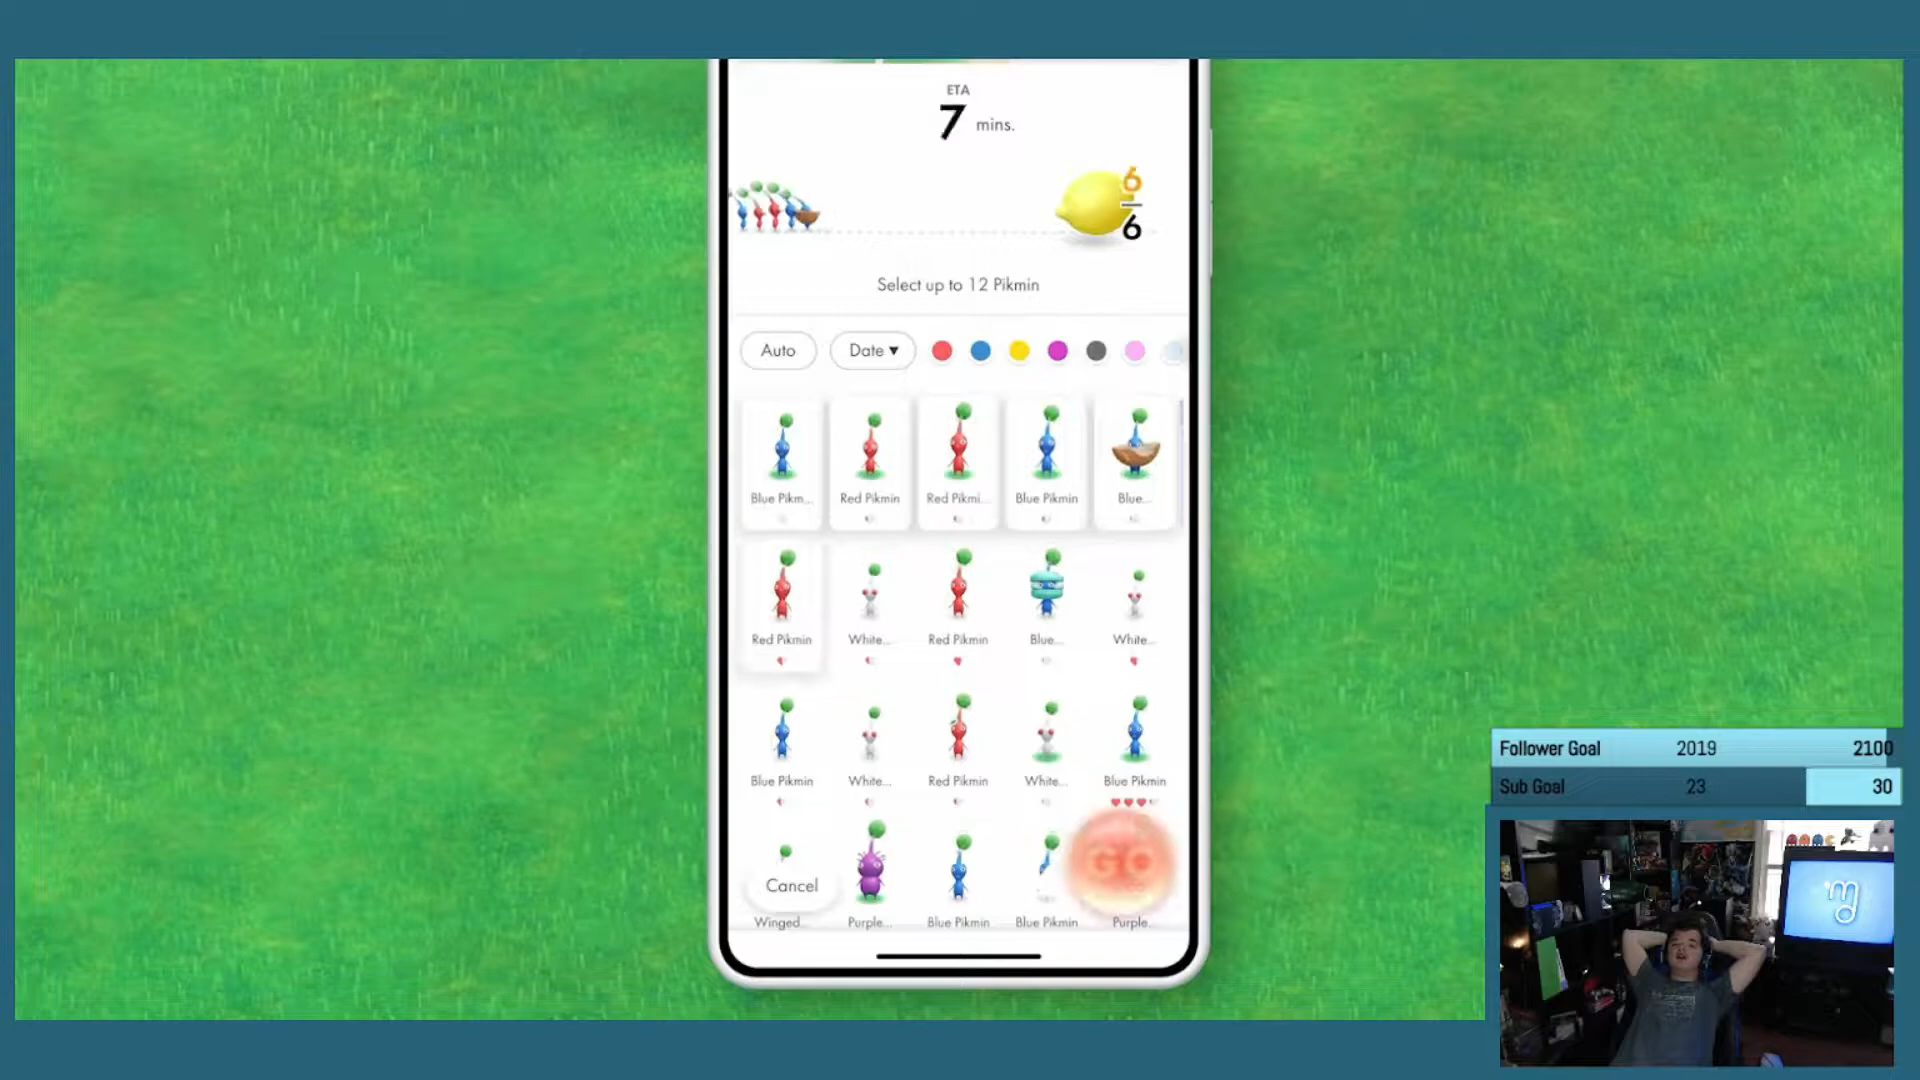 ETA
7 mins.
6
6
Select up to 12 Pikmin
Auto
Date ▼
Blue Pikm...
Red Pikmin
Red Pikmi...
Blue Pikmin
Blue...
Red Pikmin
White...
Red Pikmin
Blue...
White...
Blue Pikmin
White...
Red Pikmin
White...
Blue Pikmin
GO
Cancel
Winged...
Purple...
Blue Pikmin
Blue Pikmin
Purple...
Follower Goal 2019 2100
Sub Goal 23 30